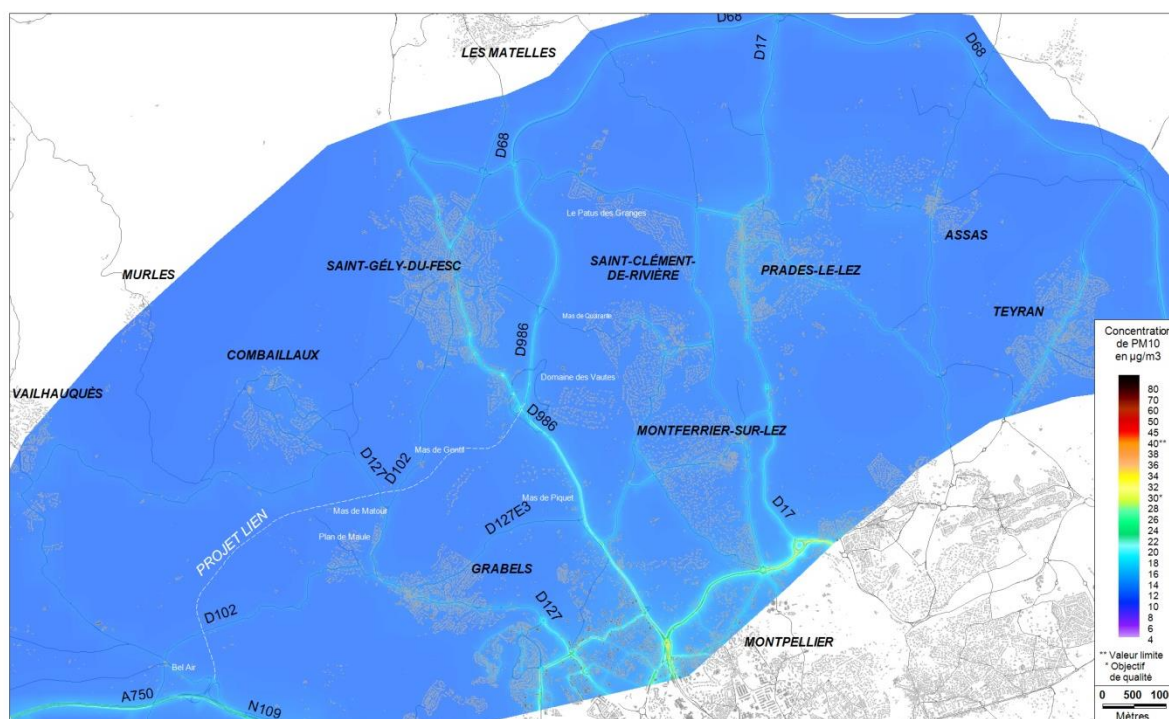 D68
LES MATELLES
D17
D68
D68
Le Patus des Granges
SAINT-GÉLY-DU-FESC
SAINT-CLÉMENT-
DE-RIVIÈRE
PRADES-LE-LEZ
ASSAS
MURLES
TEYRAN
Mas de Quarante
D986
COMBAILLAUX
Domaine des Vautes
VAILHAUQUÈS
D986
MONTFERRIER-SUR-LEZ
Mas de Gentil
D127
D102
Mas de Piquet
Mas de Matour
D127E3
D17
Plan de Maule
PROJET LIEN
GRABELS
D102
D127
MONTPELLIER
Bel Air
A750
N109
Concentration
de PM10
en µg/m3
80
70
60
50
45
40**
38
36
34
32
30*
28
26
24
22
20
18
16
14
12
10
8
6
4
** Valeur limite
* Objectif
de qualité
0 500 100
Mètres